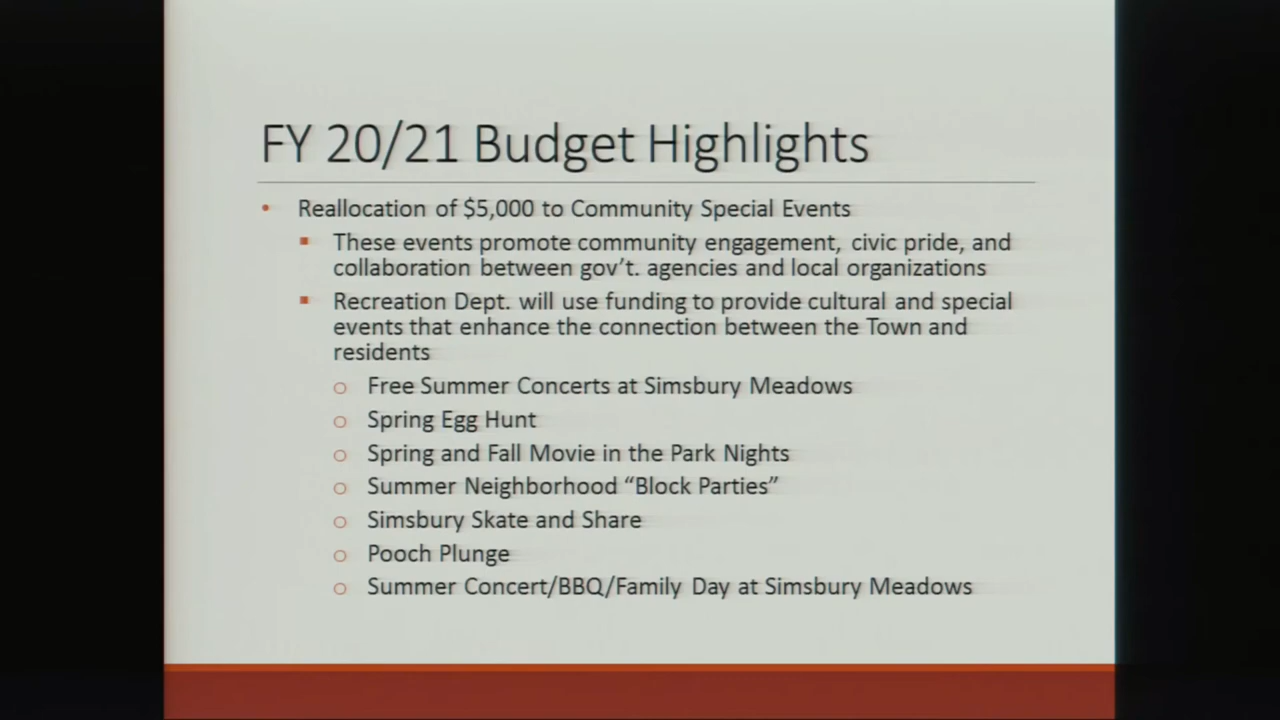 FY 20/21 Budget Highlights
• Reallocation of $5,000 to Community Special Events
▪ These events promote community engagement, civic pride, and
collaboration between gov't. agencies and local organizations
▪ Recreation Dept. will use funding to provide cultural and special
events that enhance the connection between the Town and
residents
o Free Summer Concerts at Simsbury Meadows
o Spring Egg Hunt
o Spring and Fall Movie in the Park Nights
o Summer Neighborhood “Block Parties”
o Simsbury Skate and Share
o Pooch Plunge
o Summer Concert/BBQ/Family Day at Simsbury Meadows